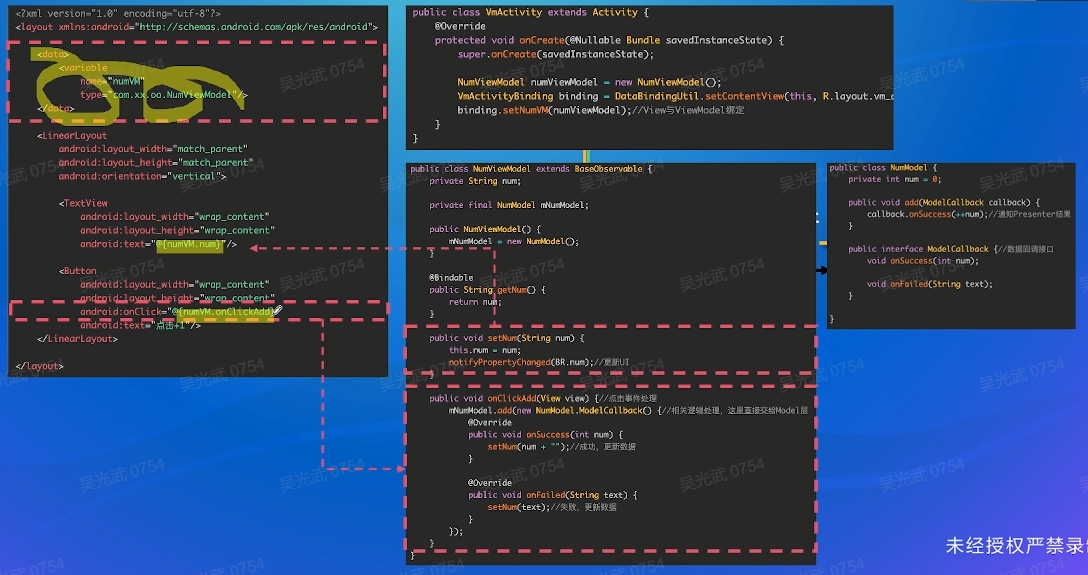 <?xml version="1.0" encoding="utf-8"?>
<layout xmlns:android="http://schemas.android.com/apk/res/android">
<data>
<variable
name="numVM"
type="com.xx.oo.NumViewModel"/>
</data>
<LinearLayout
android:layout_width="match_parent"
android:layout_height="match_parent"
android:orientation="vertical">
<TextView
android:layout_width="wrap_content"
android:layout_height="wrap_content"
android:text="@{numVM.num}"/>
<Button
android:layout_width="wrap_content"
android:layout_height="wrap_content"
android:onClick="@{numVM.onClickAdd}
android:text="点击+1"/>
</LinearLayout>
</layout>
public class VmActivity extends Activity {
@Override
protected void onCreate(@Nullable Bundle savedInstanceState) {
super.onCreate(savedInstanceState);
NumViewModel numViewModel = new NumViewModel();
VmActivityBinding binding = DataBindingUtil.setContentView(this, R.layout.vm_
binding.setNumVM(numViewModel);//View与ViewModel绑定
}
}
public class NumViewModel extends BaseObservable {
private String num;
private final NumModel mNumModel;
public NumViewModel() {
mNumModel = new NumModel();
}
@Bindable
public String getNum() {
return num;
}
public void setNum(String num) {
this.num = num;
notifyPropertyChanged(BR.num);//更新UI
}
public void onClickAdd(View view) {//点击事件处理
mNumModel.add(new NumModel.ModelCallback() {//相关逻辑处理，这里直接交给Model层
@Override
public void onSuccess(int num) {
setNum(num + "");//成功，更新数据
}
@Override
public void onFailed(String text) {
setNum(text);//失败，更新数据
}
});
}
}
public class NumModel {
private int num = 0;
public void add(ModelCallback callback) {
callback.onSuccess(++num);//通知Presenter结果
}
public interface ModelCallback {//数据回调接口
void onSuccess(int num);
void onFailed(String text);
}
}
未经授权严禁录
吴光武 0754